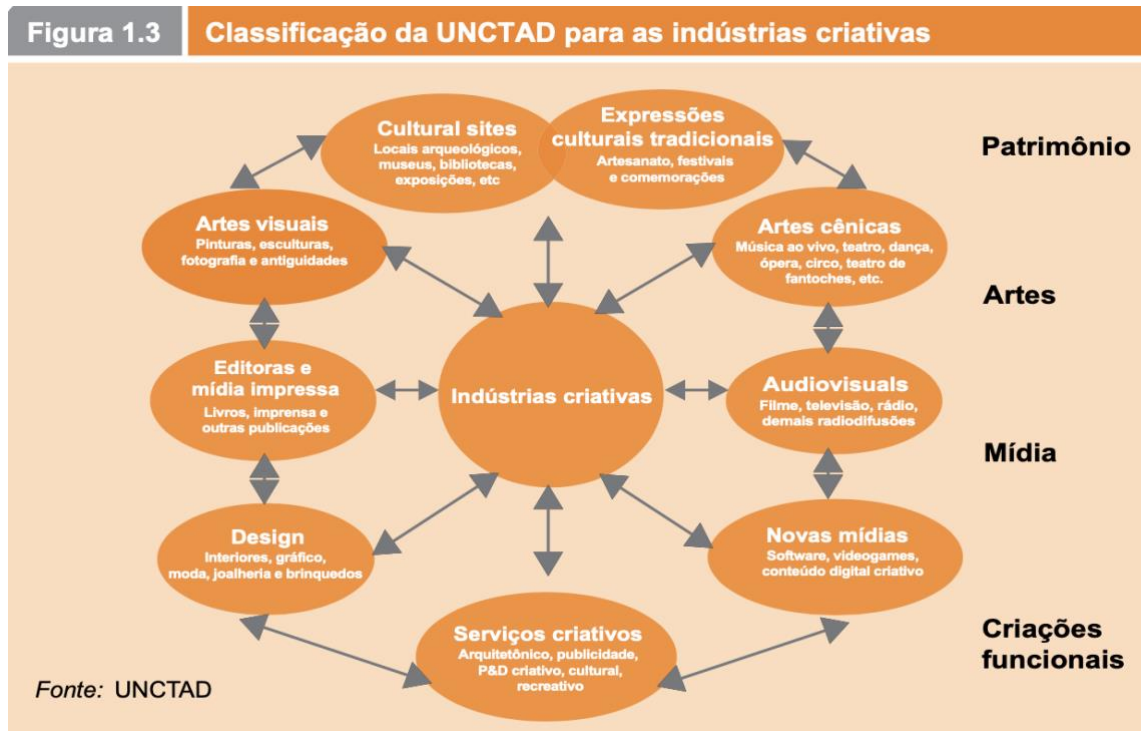 Figura 1.3
Classificação da UNCTAD para as indústrias criativas
Cultural sites
Locais arqueológicos,
museus, bibliotecas,
exposições, etc
Expressões
culturais tradicionais
Artesanato, festivais
e comemorações
Patrimônio
Artes visuais
Pinturas, esculturas,
fotografia e antiguidades
Artes cênicas
Música ao vivo, teatro, dança,
ópera, circo, teatro de
fantoches, etc.
Artes
Editoras e
mídia impressa
Livros, imprensa e
outras publicações
Indústrias criativas
Audiovisuals
Filme, televisão, rádio,
demais radiodifusões
Mídia
Design
Interiores, gráfico,
moda, joalheria e brinquedos
Novas mídias
Software, videogames,
conteúdo digital criativo
Serviços criativos
Arquitetônico, publicidade,
P&D criativo, cultural,
recreativo
Criações
funcionais
Fonte: UNCTAD